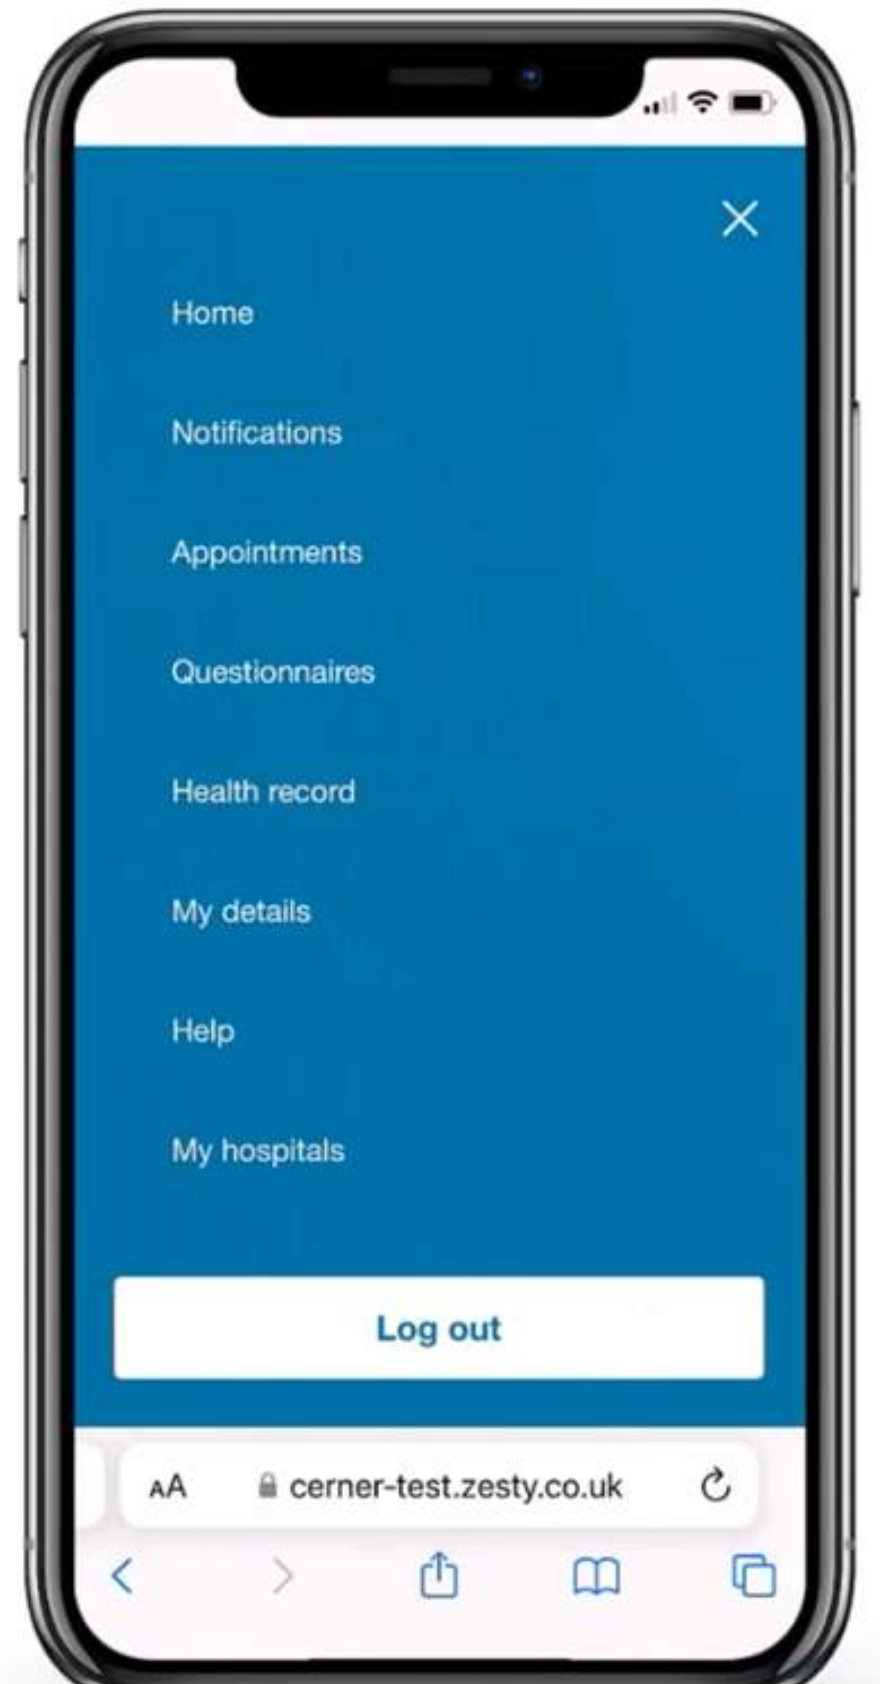 Home
Notifications
Appointments
Questionnaires
Health record
My details
Help
My hospitals
Log out
AA cerner-test.zesty.co.uk